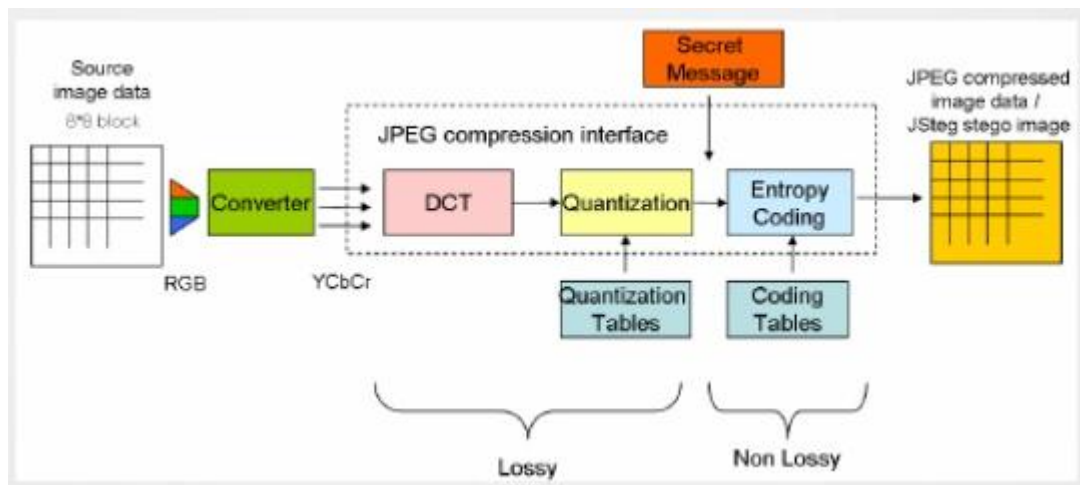 Secret
Message
Source
image data
8*8 block
JPEG compressed
image data /
JSteg stego image
JPEG compression interface
Converter
DCT
Quantization
Entropy
Coding
RGB
YCbCr
Quantization
Tables
Coding
Tables
Lossy
Non Lossy